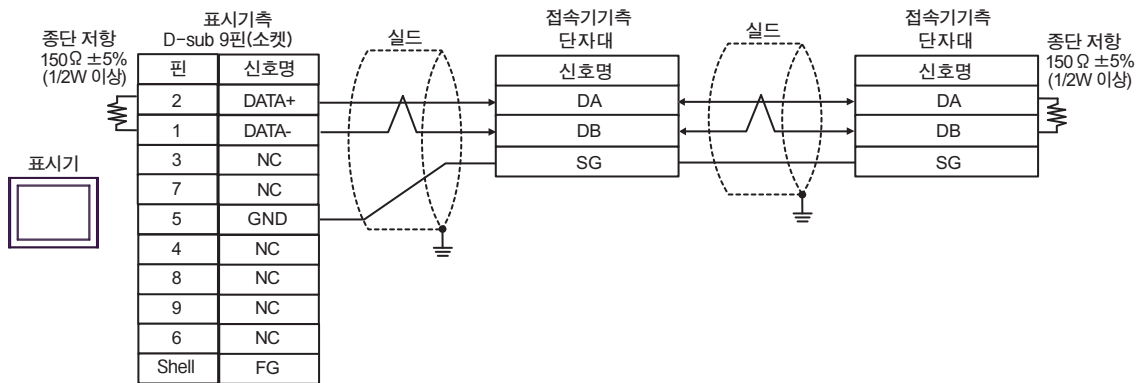 종단 저항
150Ω ±5%
(1/2W 이상)
표시기측
D-sub 9핀(소켓)
핀 신호명
2 DATA+
1 DATA-
3 NC
7 NC
5 GND
4 NC
8 NC
9 NC
6 NC
Shell FG
표시기
실드
접속기기측
단자대
신호명
DA
DB
SG
실드
접속기기측
단자대
신호명
DA
DB
SG
종단 저항
150Ω ±5%
(1/2W 이상)